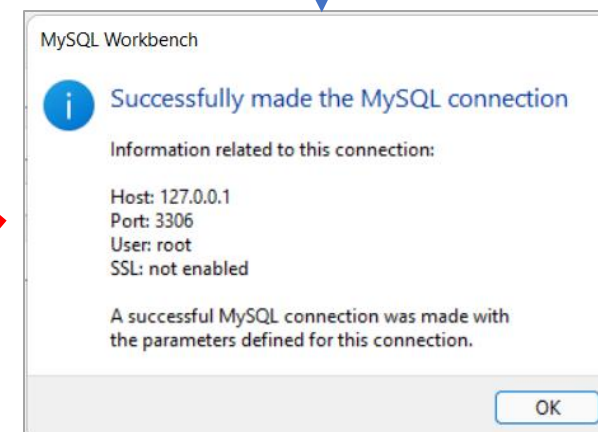 MySQL Workbench
Successfully made the MySQL connection
Information related to this connection:
Host: 127.0.0.1
Port: 3306
User: root
SSL: not enabled
A successful MySQL connection was made with
the parameters defined for this connection.
OK